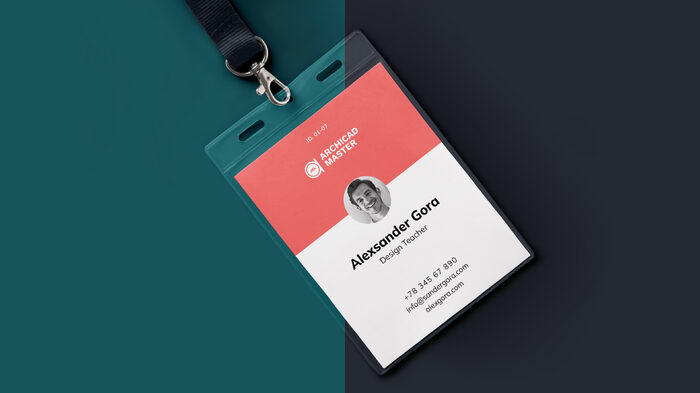 ID. 01-07
ARCHICAD
MASTER
Alexsander Gora
Design Teacher
+78 345 67 890
info@sandergora.com
alexgora.com